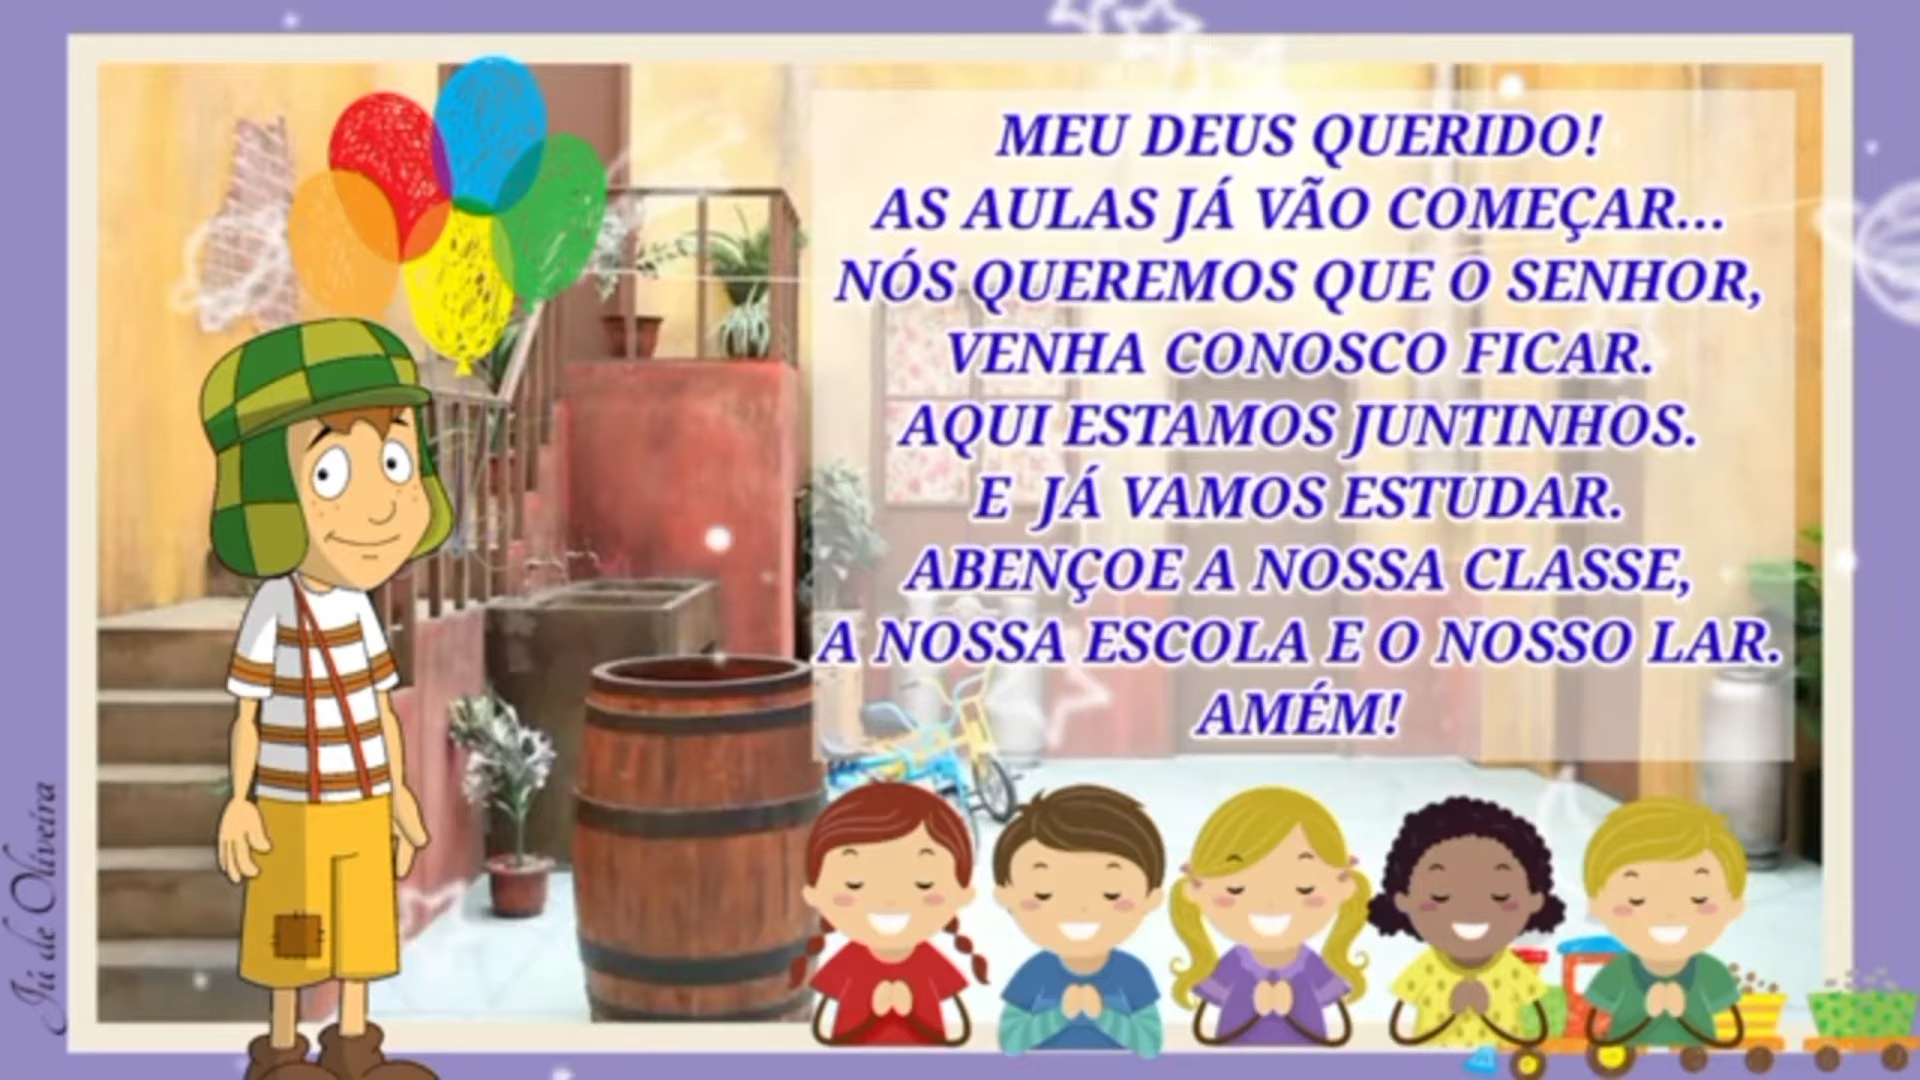 MEU DEUS QUERIDO!
AS AULAS JÁ VÃO COMEÇAR...
NÓS QUEREMOS QUE O SENHOR,
VENHA CONOSCO FICAR.
AQUI ESTAMOS JUNTINHOS.
E JÁ VAMOS ESTUDAR.
ABENÇOE A NOSSA CLASSE,
A NOSSA ESCOLA E O NOSSO LAR.
AMÉM!
Jú de Oliveira